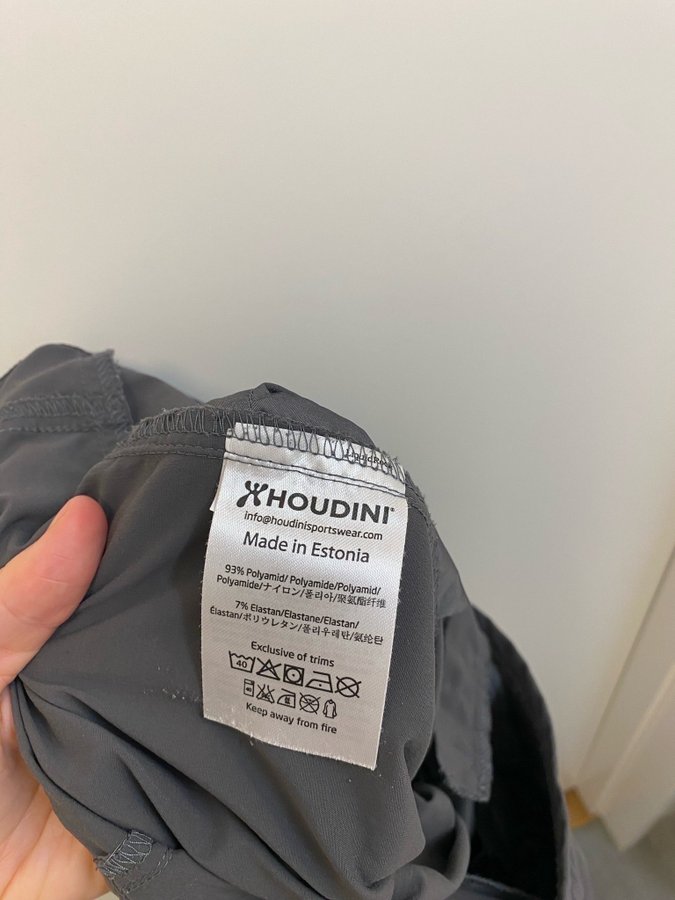 HOUDINI®
info@houdinisportswear.com
Made in Estonia
93% Polyamid/ Polyamide/Polyamid/
Polyamide/ナイロン/폴리아/聚氨酯纤维
7% Elastan/Elastane/Elastan/
Élastan/ポリウレタン/폴리우레탄/氨纶
Exclusive of trims
40
40
Keep away from fire